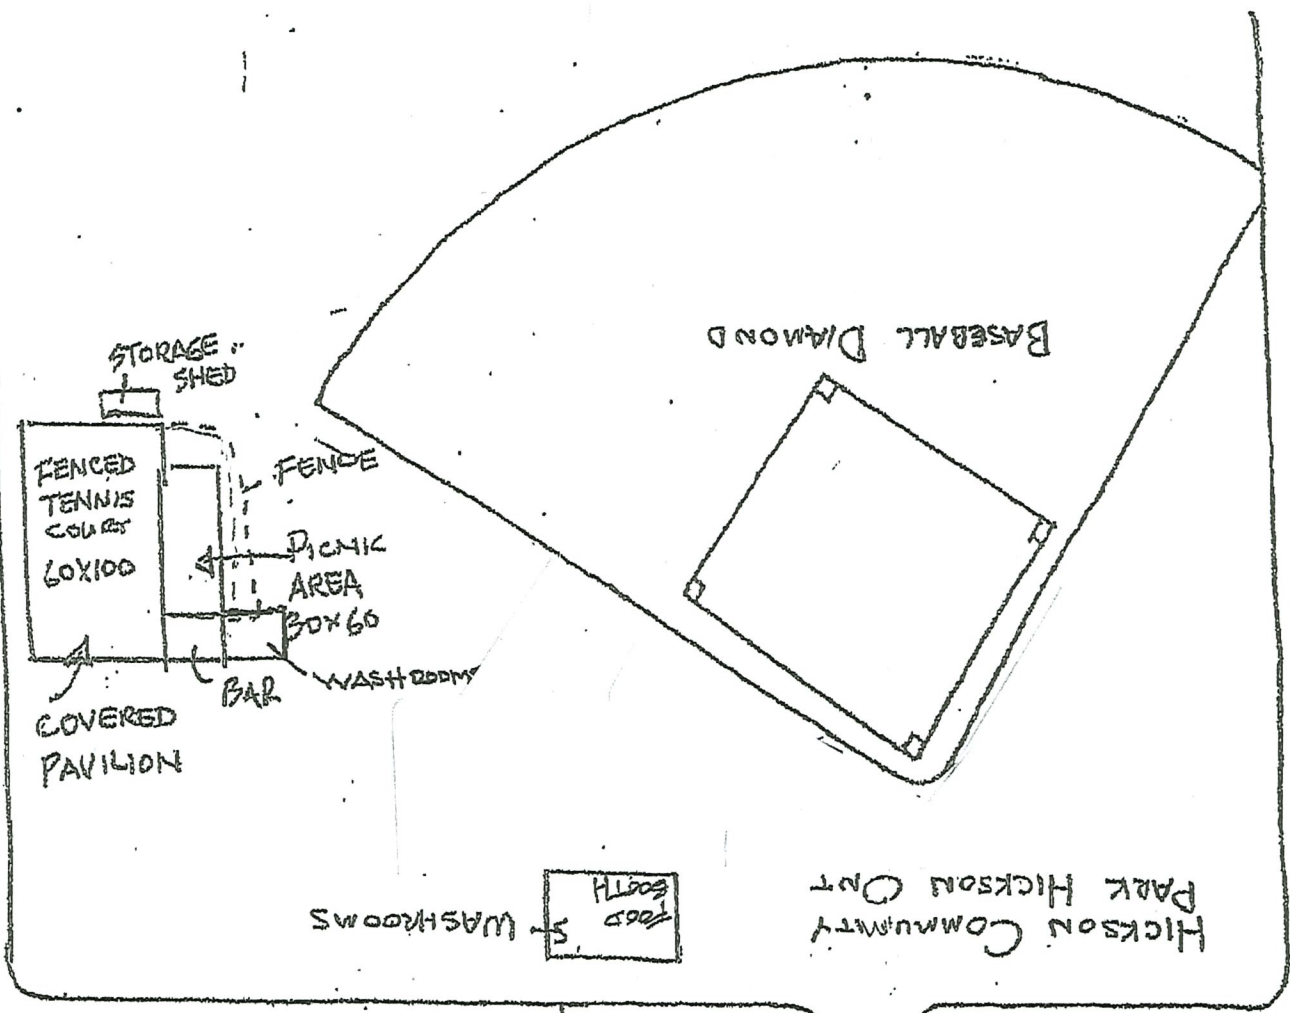 STORAGE
SHED
FENCED
TENNIS
COURT
60X100
FENCE
PICNIC
AREA
30X60
WASHROOMS
BAR
COVERED
PAVILION
BASEBALL DIAMOND
HICKSON COMMUNITY
PARK HICKSON ONT
FOOD
BOOTH
WASHROOMS